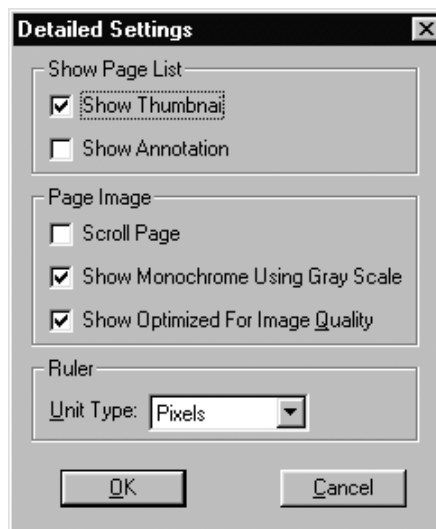 Detailed Settings
Show Page List
Show Thumbnai
Show Annotation
Page Image
Scroll Page
Show Monochrome Using Gray Scale
Show Optimized For Image Quality
Ruler
Unit Type: Pixels
OK Cancel